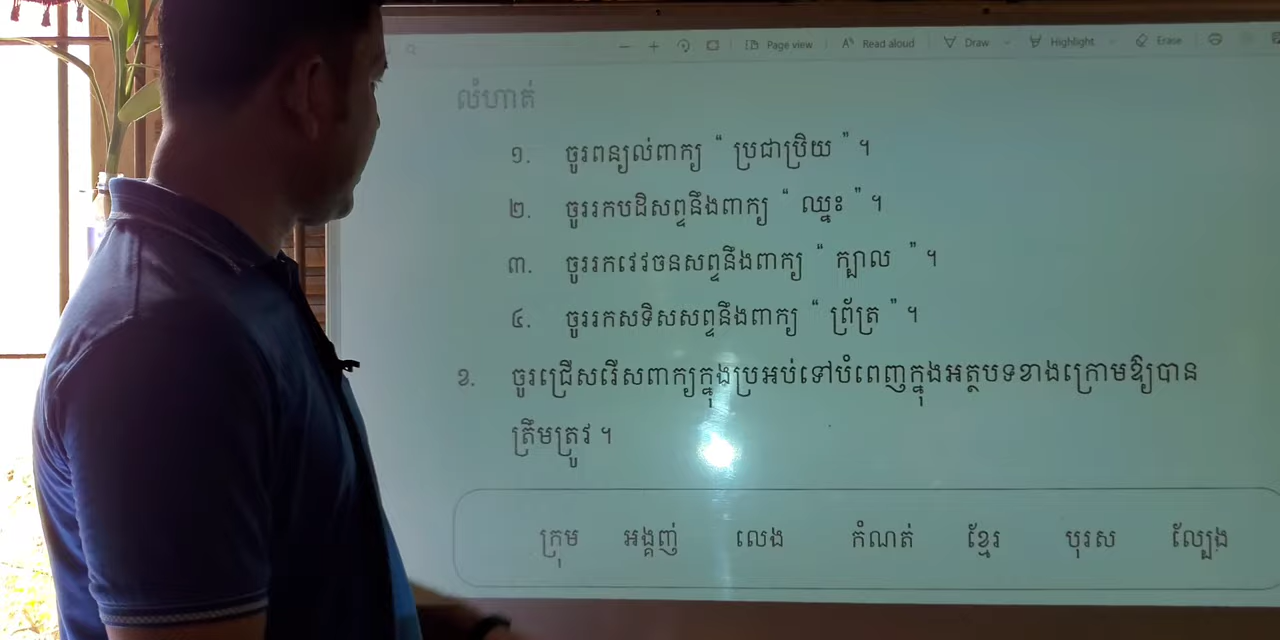 Page view Read aloud Draw Highlight Erase
លំហាត់
១. ចូរពន្យល់ពាក្យ “ ប្រជាប្រិយ ” ។
២. ចូររកបដិសព្ទនឹងពាក្យ “ ឈ្នះ ” ។
៣. ចូររកវេវចនសព្ទនឹងពាក្យ “ ក្បាល ” ។
៤. ចូររកសទិសសព្ទនឹងពាក្យ “ ព្រ័ត្រ ” ។
ខ. ចូរជ្រើសរើសពាក្យក្នុងប្រអប់ទៅបំពេញក្នុងអត្ថបទខាងក្រោមឱ្យបាន
ត្រឹមត្រូវ ។
ក្រុម អង្គញ់ លេង កំណត់ ខ្មែរ បុរស ល្បែង